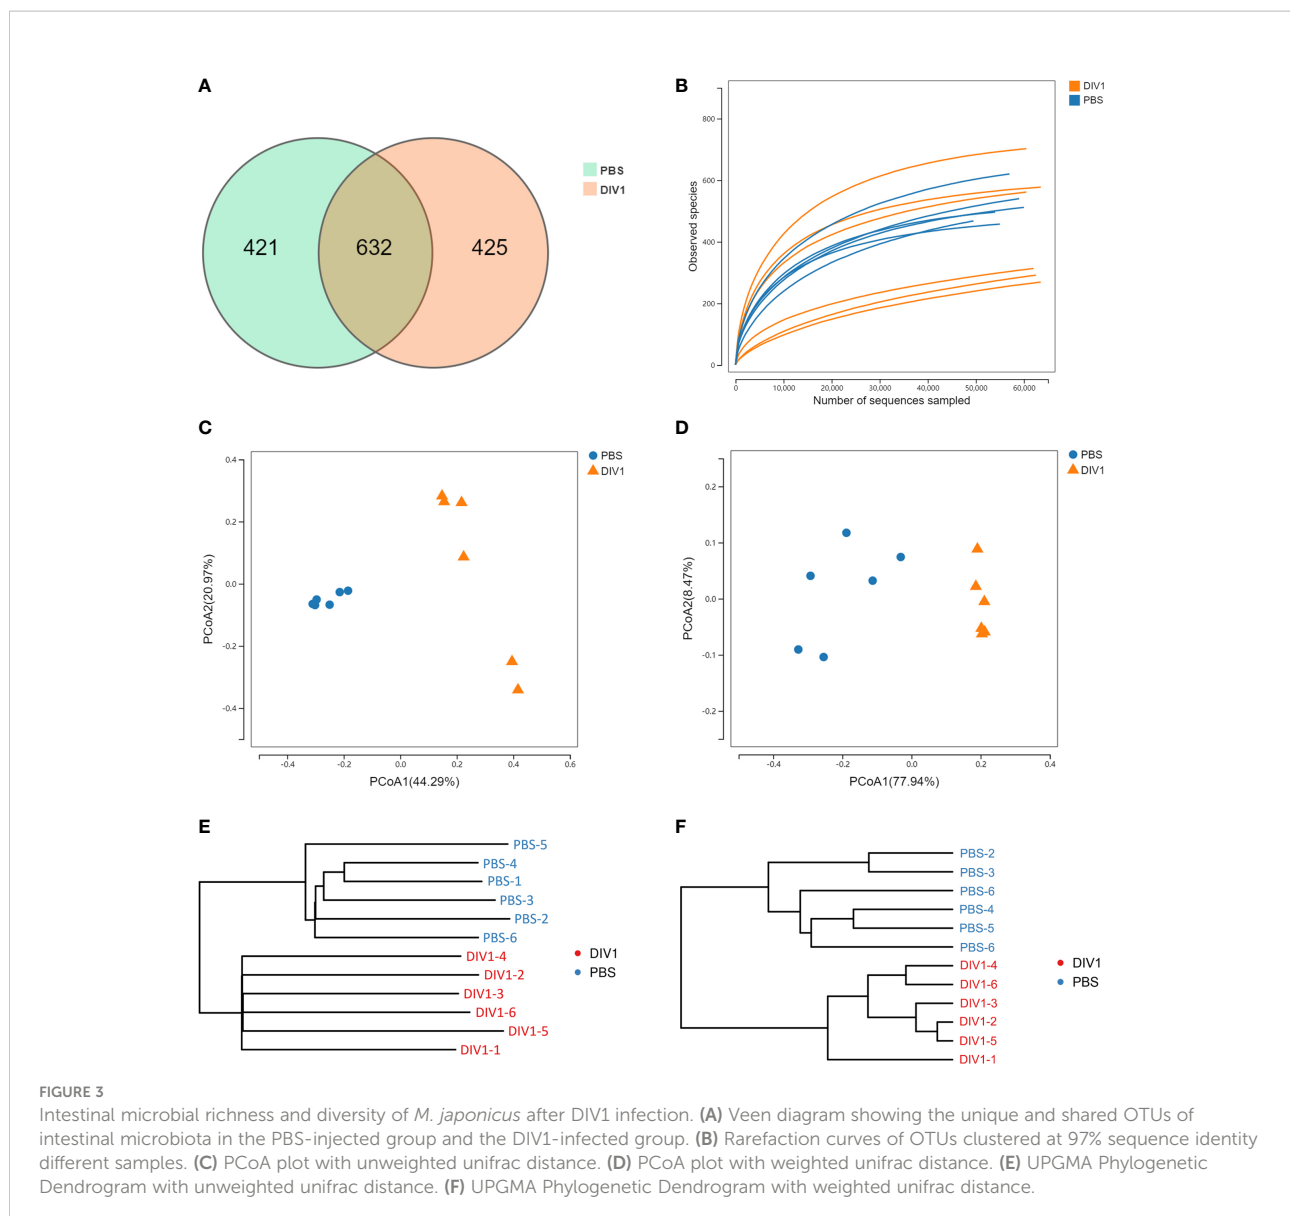 A
421
632
425
PBS
DIV1
B
DIV1
PBS
800
600
400
200
0
Observed species
0
10,000
20,000
30,000
40,000
50,000
60,000
Number of sequences sampled
C
PBS
DIV1
0.4
0.2
0.0
-0.2
-0.4
PCoA2(20.97%)
-0.4
-0.2
0.0
0.2
0.4
0.6
PCoA1(44.29%)
D
PBS
DIV1
0.2
0.1
0.0
-0.1
-0.2
PCoA2(8.47%)
-0.4
-0.2
0.0
0.2
0.4
PCoA1(77.94%)
E
PBS-5
PBS-4
PBS-1
PBS-3
PBS-2
PBS-6
DIV1-4
DIV1-2
DIV1-3
DIV1-6
DIV1-5
DIV1-1
DIV1
PBS
F
PBS-2
PBS-3
PBS-6
PBS-4
PBS-5
PBS-6
DIV1-4
DIV1-6
DIV1-3
DIV1-2
DIV1-5
DIV1-1
DIV1
PBS
FIGURE 3
Intestinal microbial richness and diversity of M. japonicus after DIV1 infection. (A) Veen diagram showing the unique and shared OTUs of
intestinal microbiota in the PBS-injected group and the DIV1-infected group. (B) Rarefaction curves of OTUs clustered at 97% sequence identity
different samples. (C) PCoA plot with unweighted unifrac distance. (D) PCoA plot with weighted unifrac distance. (E) UPGMA Phylogenetic
Dendrogram with unweighted unifrac distance. (F) UPGMA Phylogenetic Dendrogram with weighted unifrac distance.